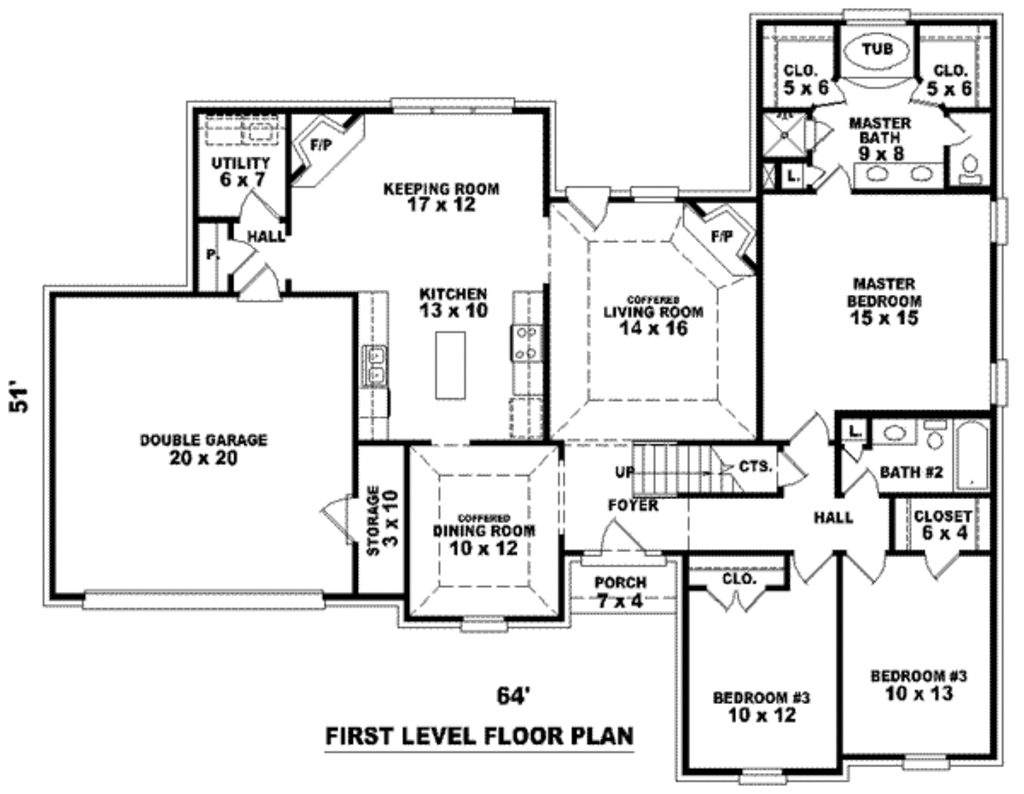 TUB
CLO.
5 x 6
CLO.
5 x 6
MASTER
BATH
9 x 8
L.
F/P
UTILITY
6 x 7
KEEPING ROOM
17 x 12
HALL
P.
F/P
KITCHEN
13 x 10
COFFERED
LIVING ROOM
14 x 16
MASTER
BEDROOM
15 x 15
51'
DOUBLE GARAGE
20 x 20
STORAGE
3 x 10
COFFERED
DINING ROOM
10 x 12
UP
CTS.
FOYER
L.
BATH #2
HALL
CLOSET
6 x 4
PORCH
7 x 4
CLO.
BEDROOM #3
10 x 12
BEDROOM #3
10 x 13
64'
FIRST LEVEL FLOOR PLAN